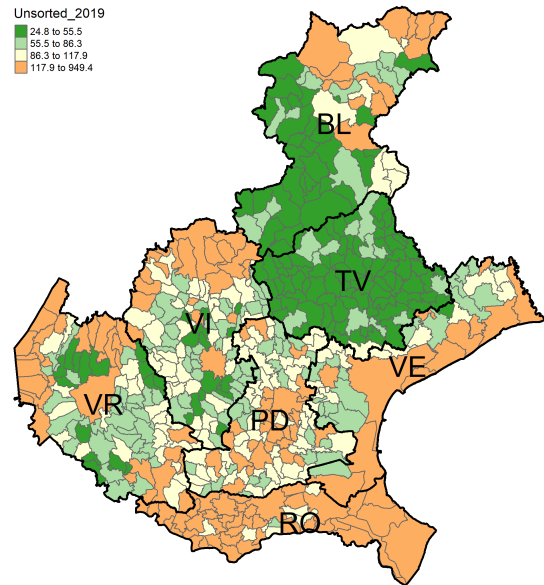 Unsorted_2019
24.8 to 55.5
55.5 to 86.3
86.3 to 117.9
117.9 to 949.4
BL
TV
VI
VE
VR
PD
RO